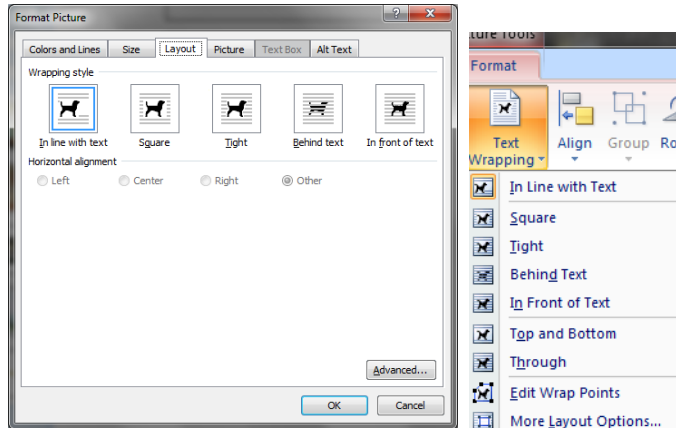 Format Picture
Colors and Lines Size Layout Picture Text Box Alt Text
Wrapping style
In line with text Square Tight Behind text In front of text
Horizontal alignment
Left Center Right Other
Advanced...
OK Cancel
Tools
Format
Text Wrapping Align Group
In Line with Text
Square
Tight
Behind Text
In Front of Text
Top and Bottom
Through
Edit Wrap Points
More Layout Options...